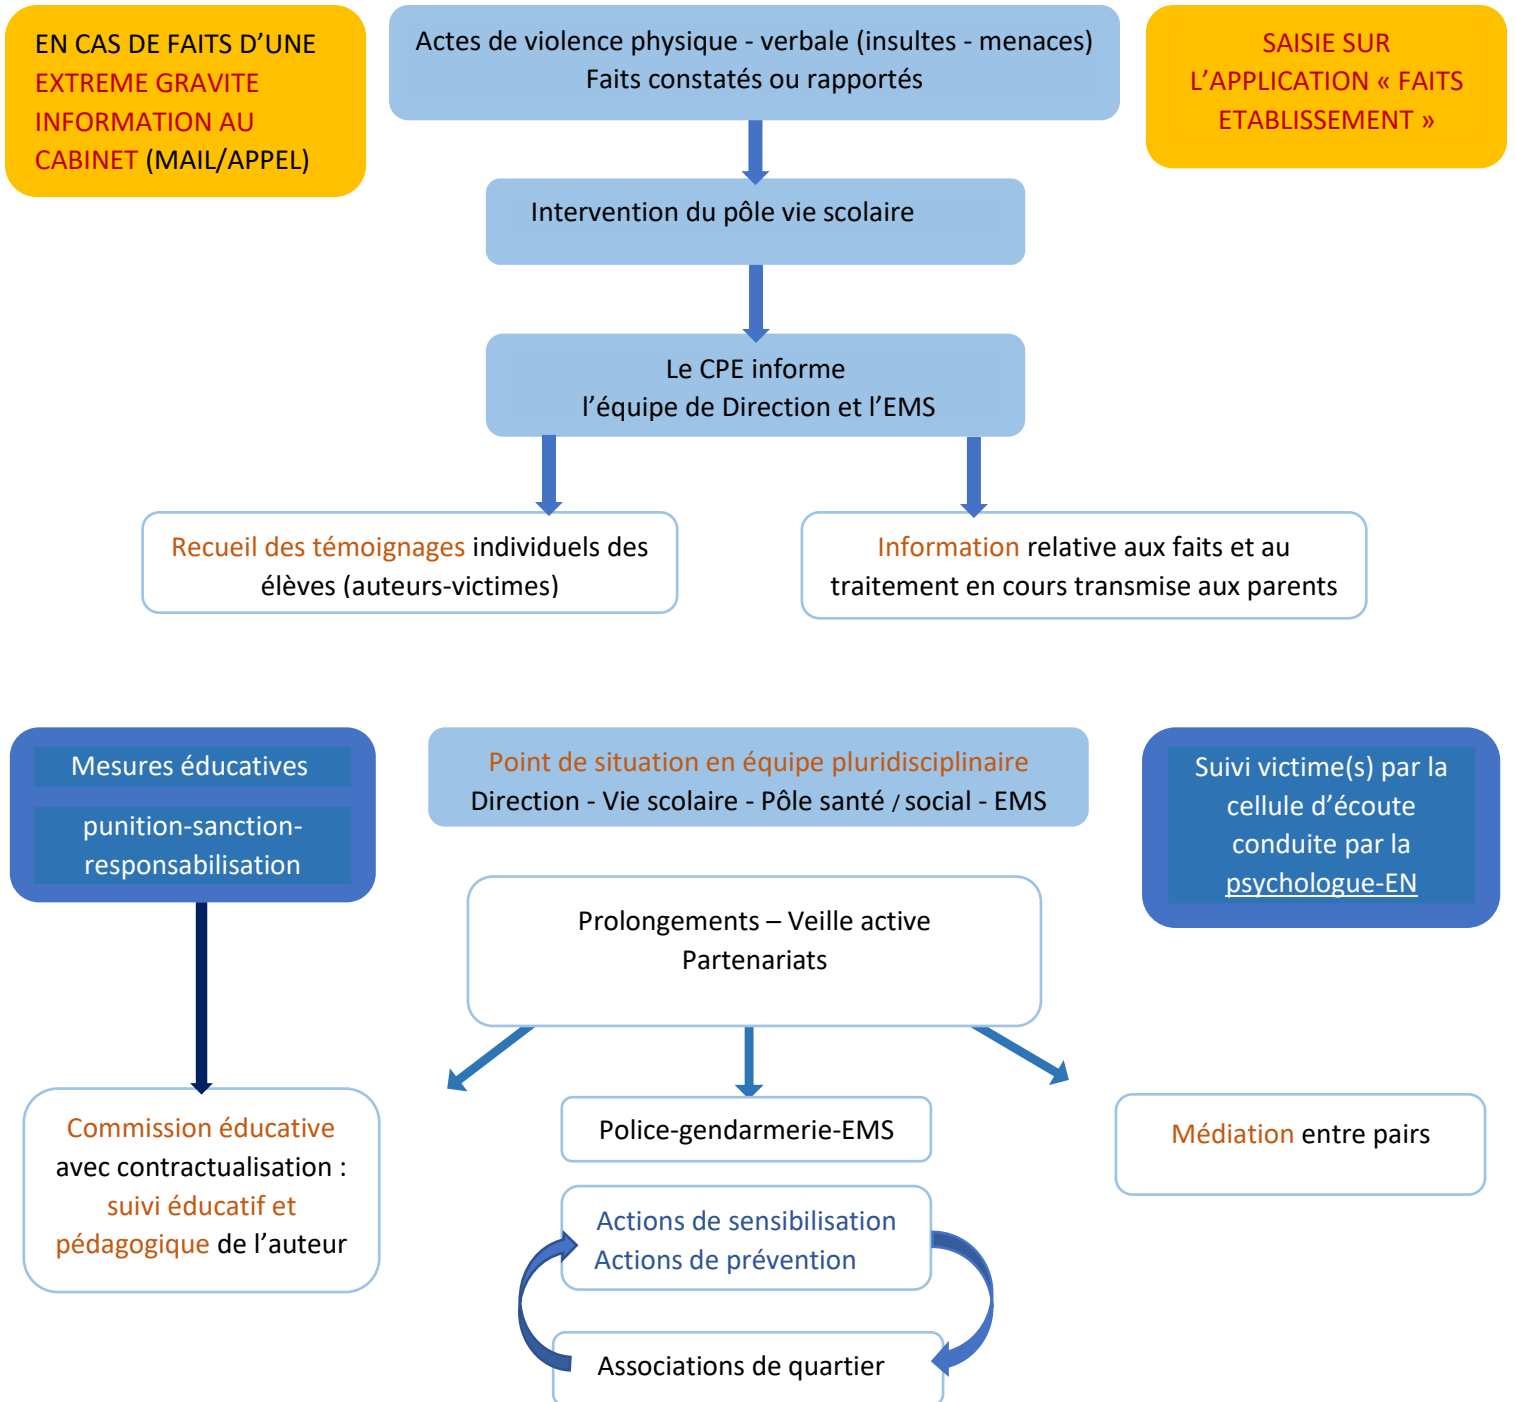 EN CAS DE FAITS D’UNE
EXTREME GRAVITE
INFORMATION AU
CABINET (MAIL/APPEL)
Actes de violence physique - verbale (insultes - menaces)
Faits constatés ou rapportés
SAISIE SUR
L’APPLICATION « FAITS
ETABLISSEMENT »
Intervention du pôle vie scolaire
Le CPE informe
l’équipe de Direction et l’EMS
Recueil des témoignages individuels des
élèves (auteurs-victimes)
Information relative aux faits et au
traitement en cours transmise aux parents
Mesures éducatives
punition-sanction-
responsabilisation
Point de situation en équipe pluridisciplinaire
Direction - Vie scolaire - Pôle santé / social - EMS
Suivi victime(s) par la
cellule d’écoute
conduite par la
psychologue-EN
Prolongements – Veille active
Partenariats
Commission éducative
avec contractualisation :
suivi éducatif et
pédagogique de l’auteur
Police-gendarmerie-EMS
Médiation entre pairs
Actions de sensibilisation
Actions de prévention
Associations de quartier